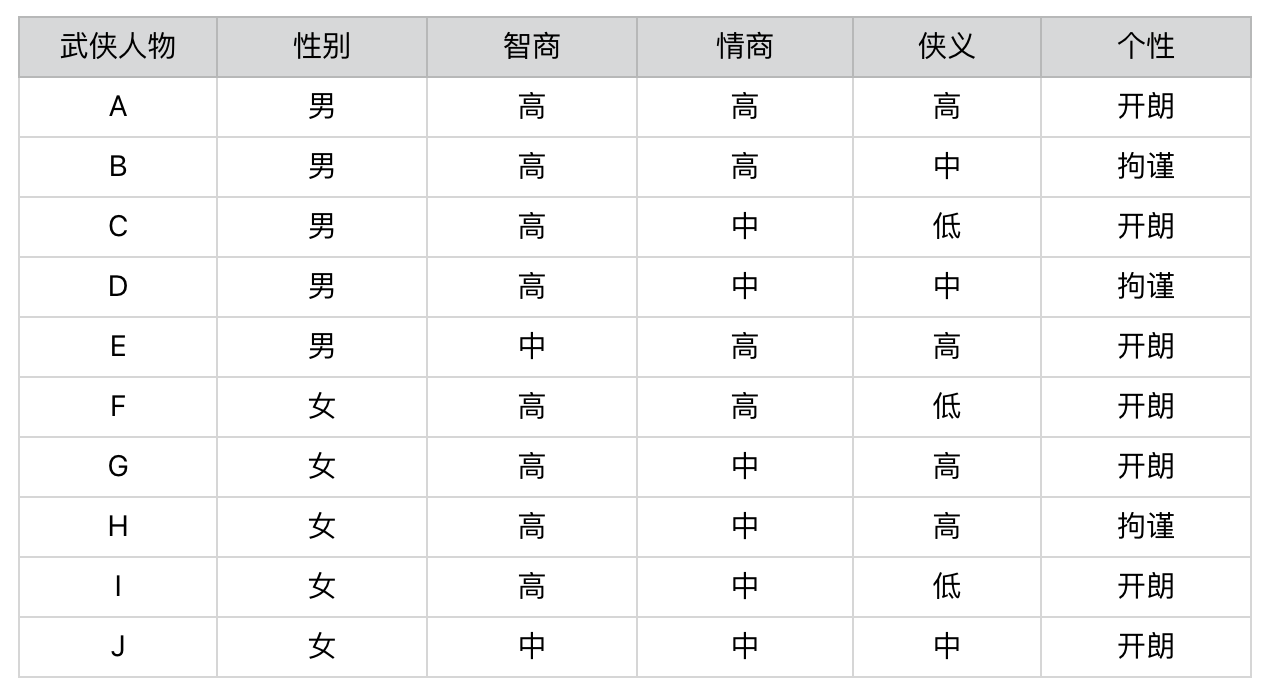 武侠人物 性别 智商 情商 侠义 个性
A 男 高 高 高 开朗
B 男 高 高 中 拘谨
C 男 高 中 低 开朗
D 男 高 中 中 拘谨
E 男 中 高 高 开朗
F 女 高 高 低 开朗
G 女 高 中 高 开朗
H 女 高 中 高 拘谨
I 女 高 中 低 开朗
J 女 中 中 中 开朗